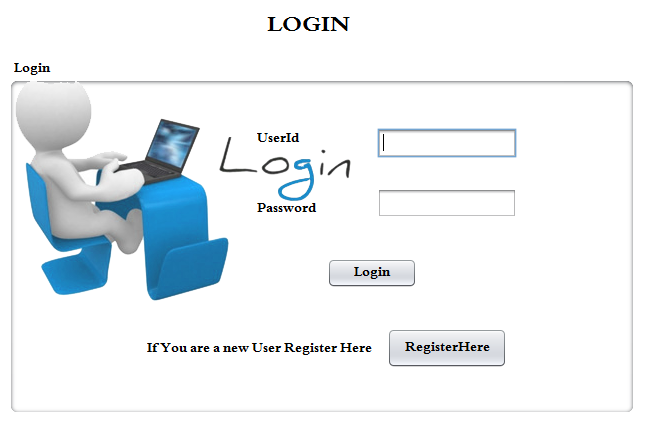 LOGIN
Login
UserId
Login
Password
Login
If You are a new User Register Here
RegisterHere